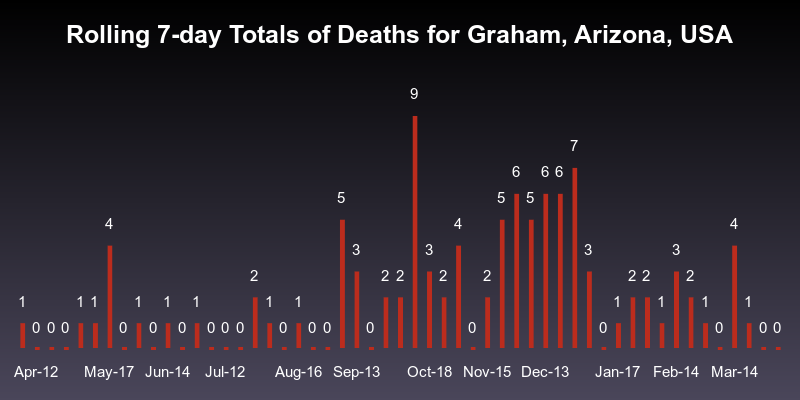 Rolling 7-day Totals of Deaths for Graham, Arizona, USA
9
7
6 6 6
5 5 5
4 4 4
3 3 3 3
2 2 2 2 2 2 2 2 2
1 1 1 1 1 1 1 1 1 1 1 1
0 0 0 0 0 0 0 0 0 0 0 0 0 0 0 0 0 0
Apr-12 May-17 Jun-14 Jul-12 Aug-16 Sep-13 Oct-18 Nov-15 Dec-13 Jan-17 Feb-14 Mar-14